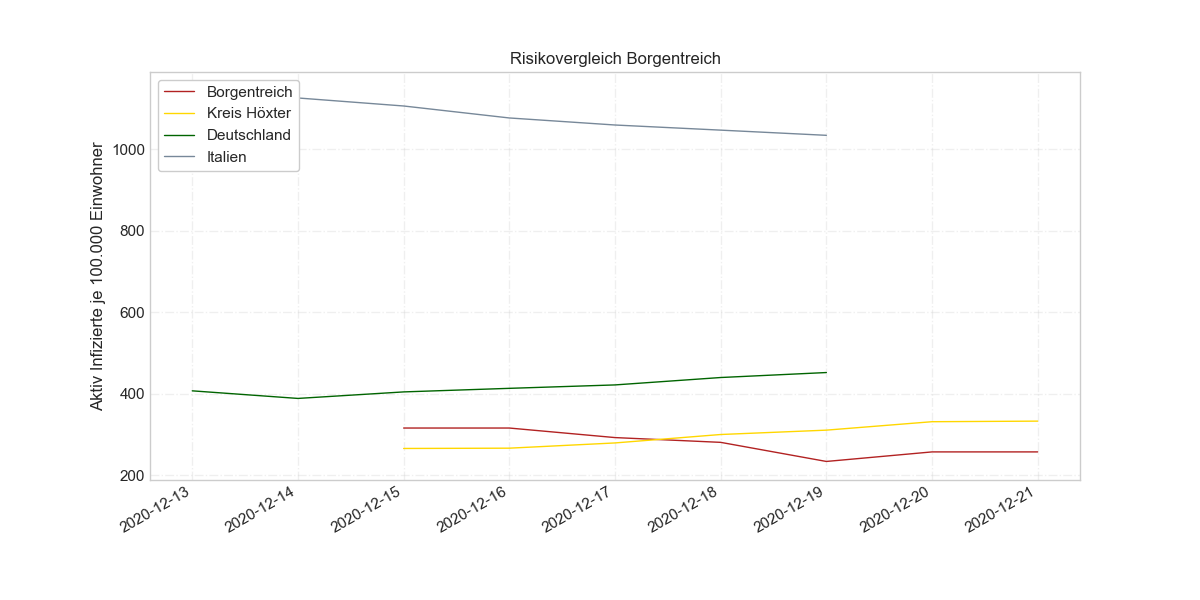 Risikovergleich Borgentreich
Borgentreich
Kreis Höxter
Deutschland
Italien
Aktiv Infizierte je 100.000 Einwohner
1000
800
600
400
200
2020-12-13
2020-12-14
2020-12-15
2020-12-16
2020-12-17
2020-12-18
2020-12-19
2020-12-20
2020-12-21